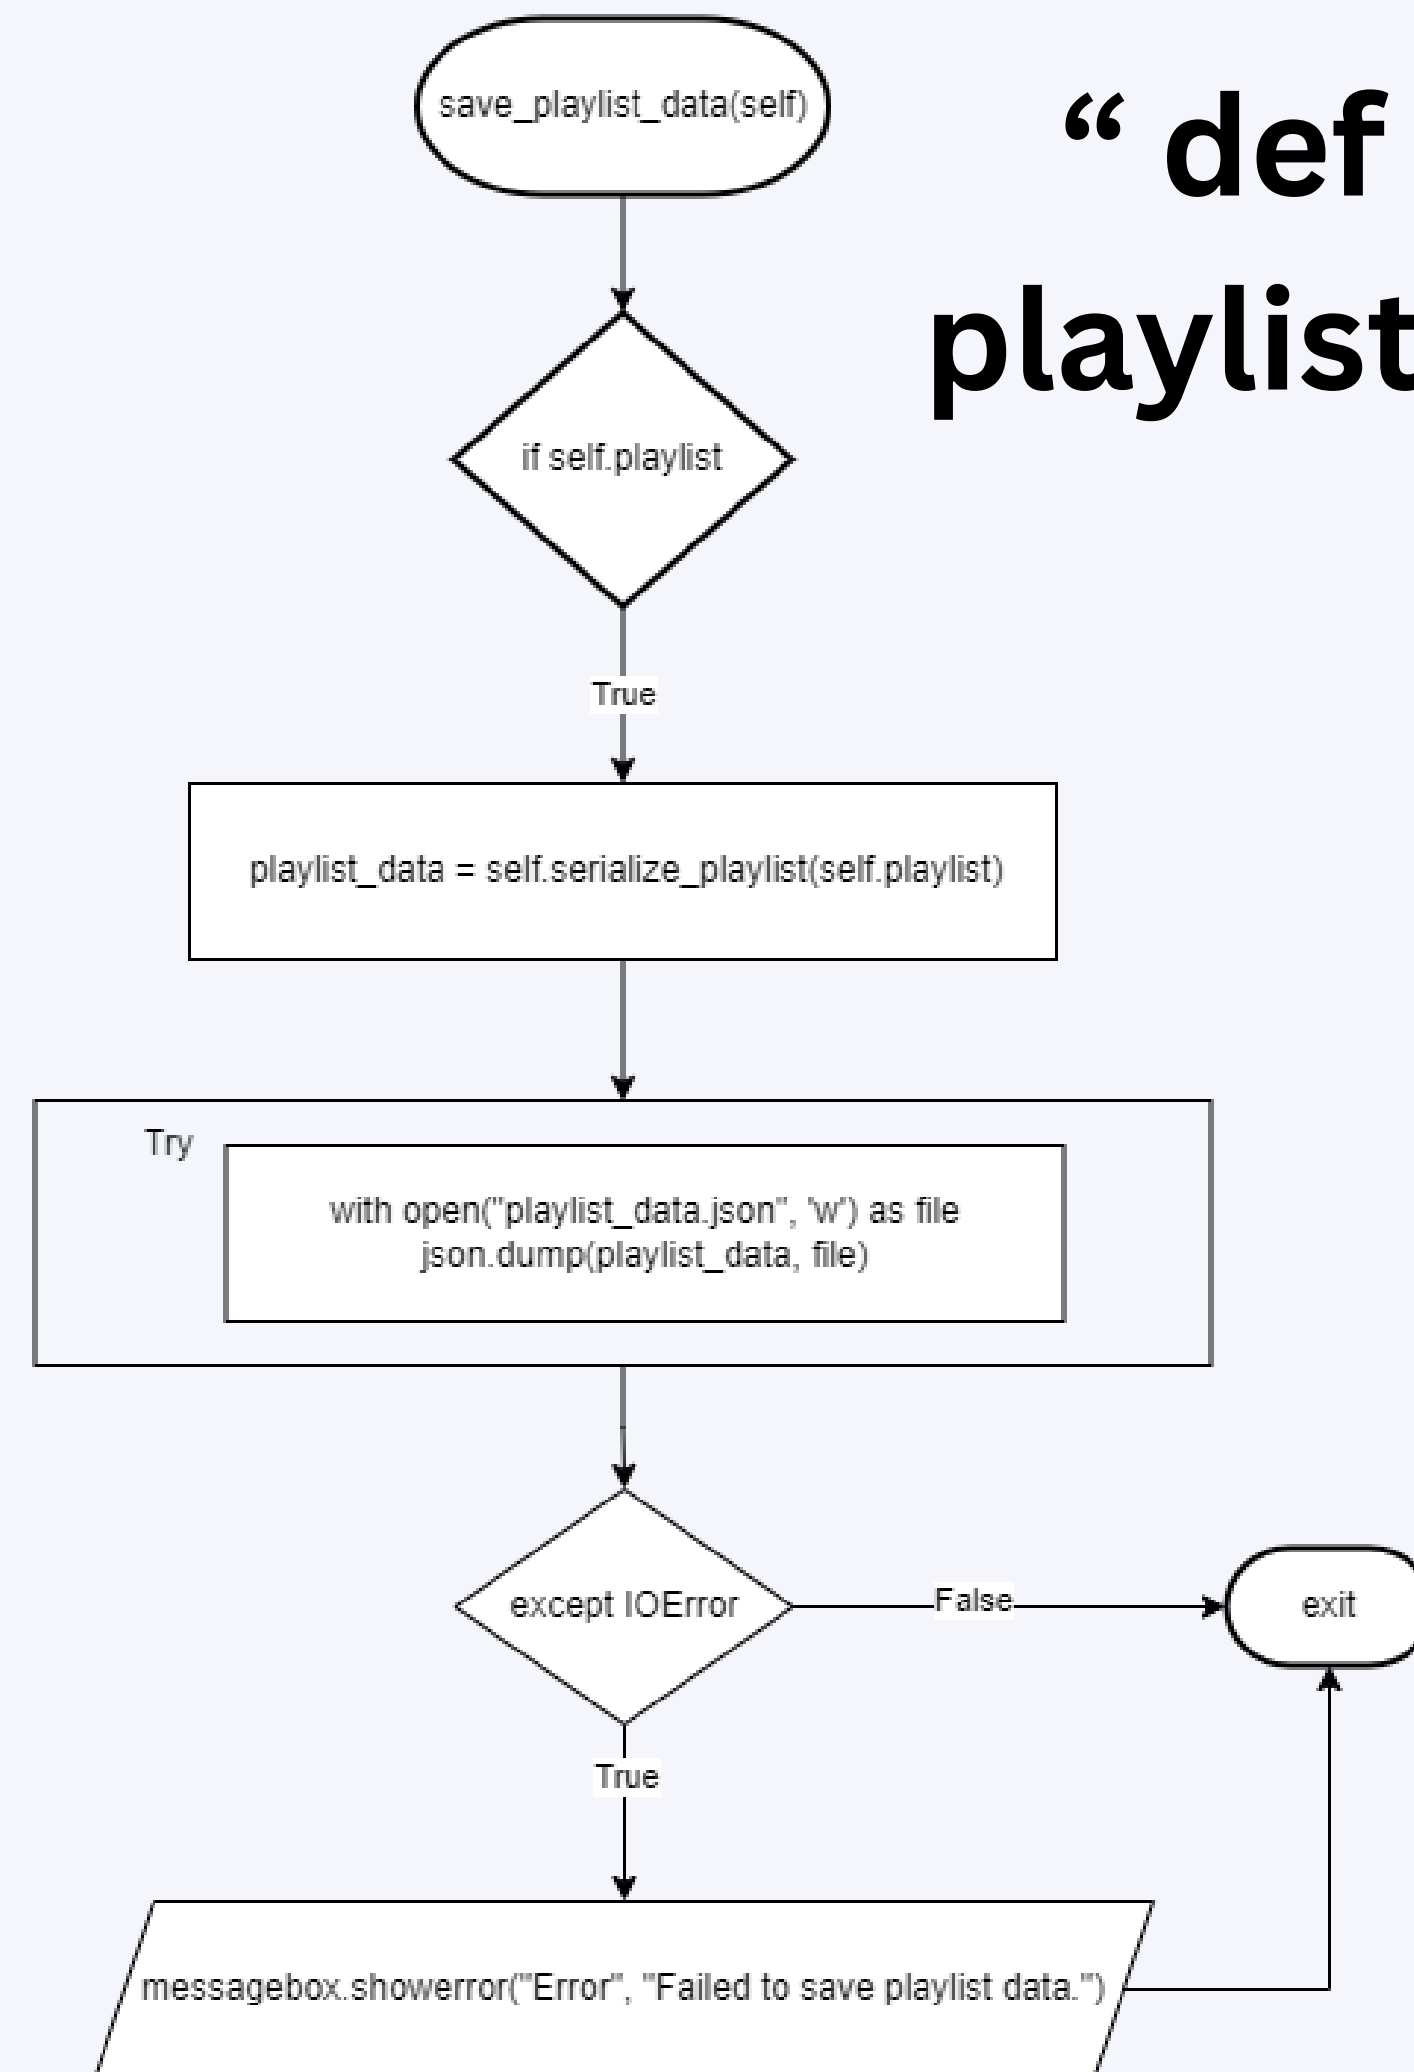 save_playlist_data(self)
“ def
playlist
if self.playlist
True
playlist_data = self.serialize_playlist(self.playlist)
Try
with open("playlist_data.json", 'w') as file
json.dump(playlist_data, file)
except IOError
False
exit
True
messagebox.showerror("Error", "Failed to save playlist data.")